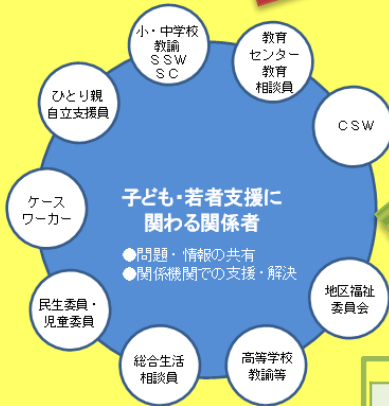 小・中学校
教諭
ＳＳＷ
ＳＣ
教育
センター
教育
相談員
ひとり親
自立支援員
ＣＳＷ
ケース
ワーカー
子ども・若者支援に
関わる関係者
●問題・情報の共有
●関係機関での支援・解決
民生委員・
児童委員
地区福祉
委員会
総合生活
相談員
高等学校
教諭等